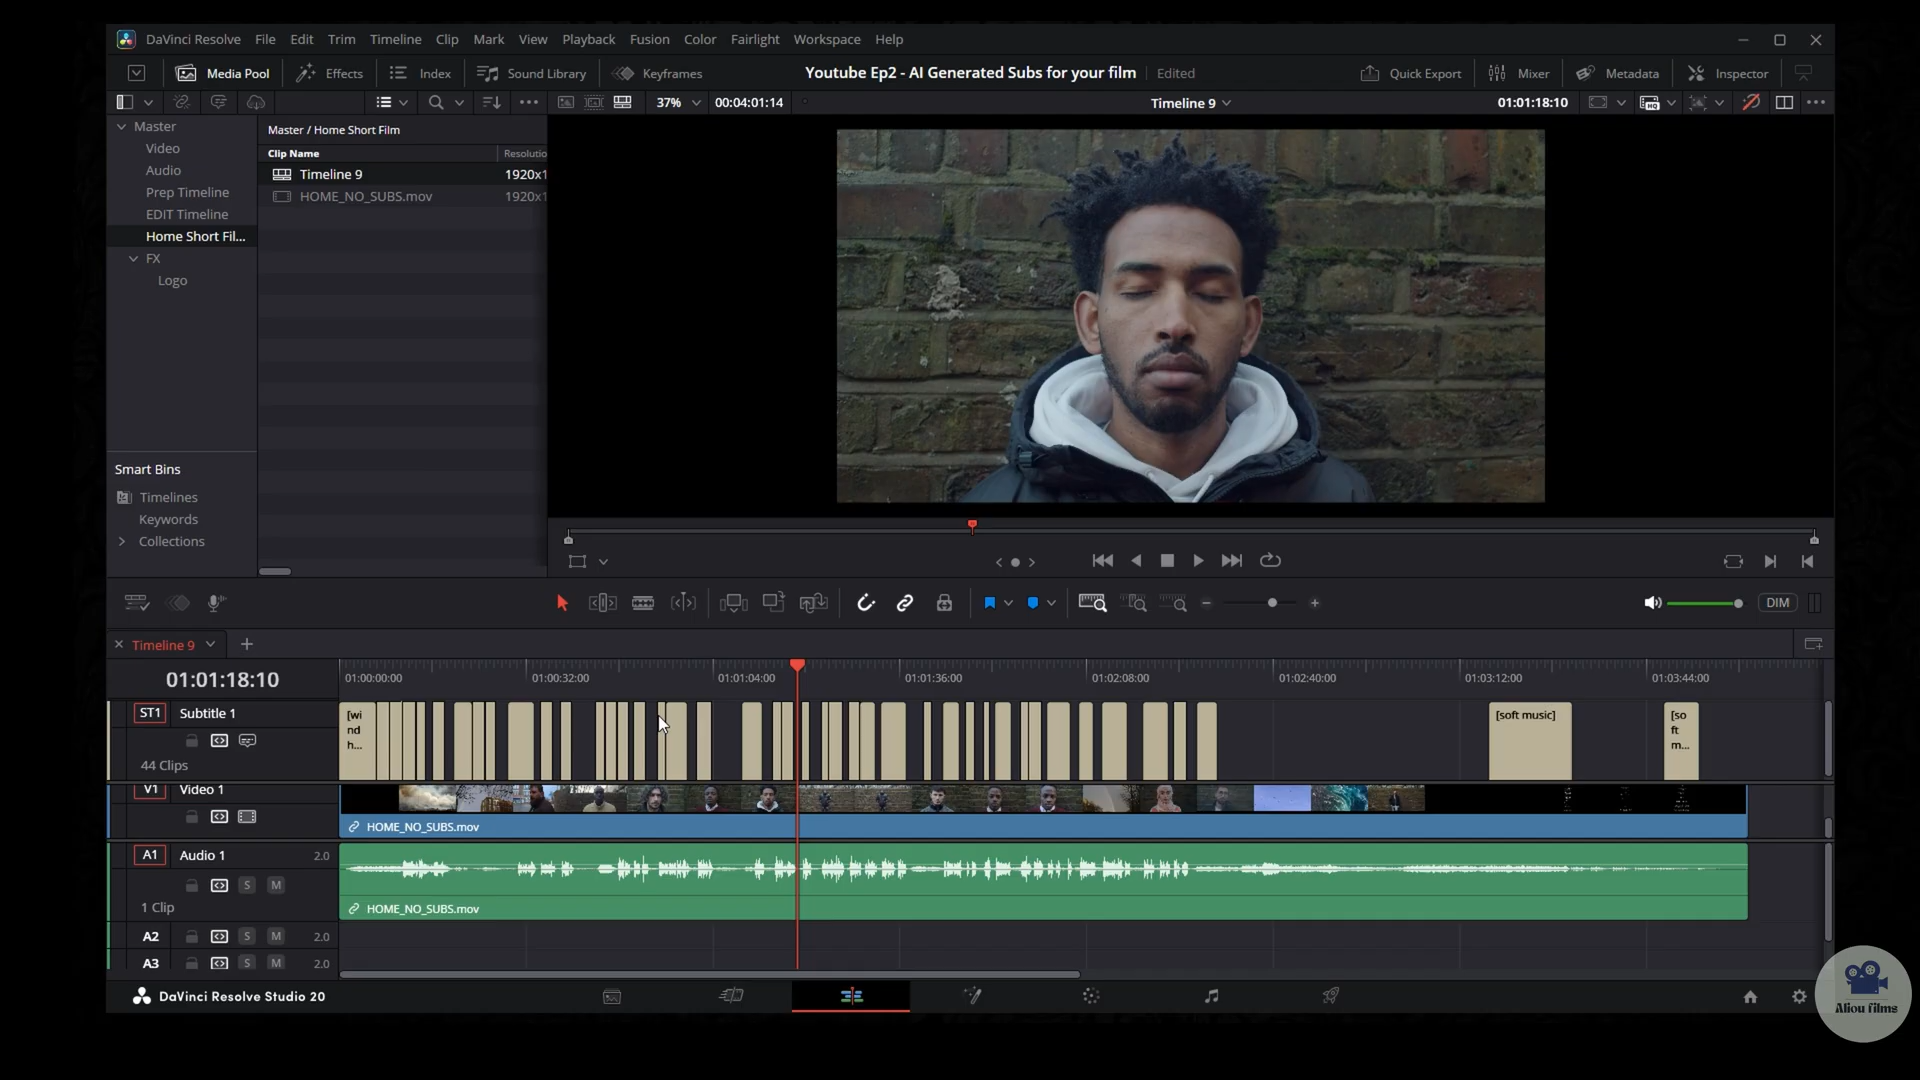 DaVinci Resolve File Edit Trim Timeline Clip Mark View Playback Fusion Color Fairlight Workspace Help
Media Pool Effects Index Sound Library Keyframes Youtube Ep2 - AI Generated Subs for your film Edited Quick Export Mixer Metadata Inspector
37% 00:04:01:14 Timeline 9 01:01:18:10
Master
Video
Audio
Prep Timeline
EDIT Timeline
Home Short Fil...
FX
Logo
Master / Home Short Film
Clip Name Resolutio
Timeline 9 1920x1
HOME_NO_SUBS.mov 1920x1
Smart Bins
Timelines
Keywords
Collections
DIM
Timeline 9
01:01:18:10
01:00:00:00 01:00:32:00 01:01:04:00 01:01:36:00 01:02:08:00 01:02:40:00 01:03:12:00 01:03:44:00
ST1 Subtitle 1
44 Clips
[wi
nd
h...
[soft music]
[so
ft
m...
V1 Video 1
HOME_NO_SUBS.mov
A1 Audio 1 2.0
S M
1 Clip
HOME_NO_SUBS.mov
A2 S M 2.0
A3 S M 2.0
DaVinci Resolve Studio 20
Aliou films